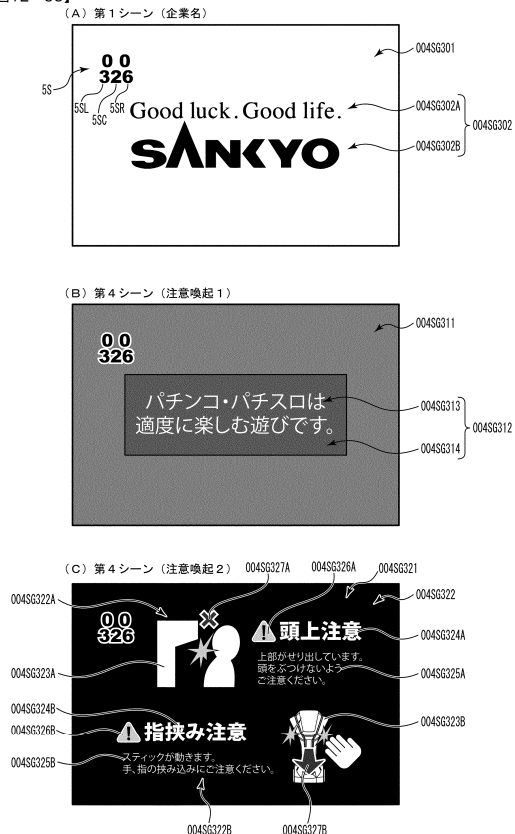 (A) 第1シーン (企業名)
004SG301
00
326
5S
5SL
5SC
5SR
Good luck. Good life.
SANKYO
004SG302A
004SG302B
004SG302
(B) 第4シーン (注意喚起1)
004SG311
00
326
パチンコ・パチスロは
適度に楽しむ遊びです。
004SG313
004SG314
004SG312
(C) 第4シーン (注意喚起2)
004SG327A
004SG326A
004SG321
004SG322
004SG322A
00
326
頭上注意
004SG324A
上部がせり出しています。
頭をぶつけないよう
ご注意ください。
004SG325A
004SG323A
004SG324B
004SG326B
指挟み注意
004SG323B
004SG325B
スティックが動きます。
手、指の挟み込みにご注意ください。
004SG322B
004SG327B